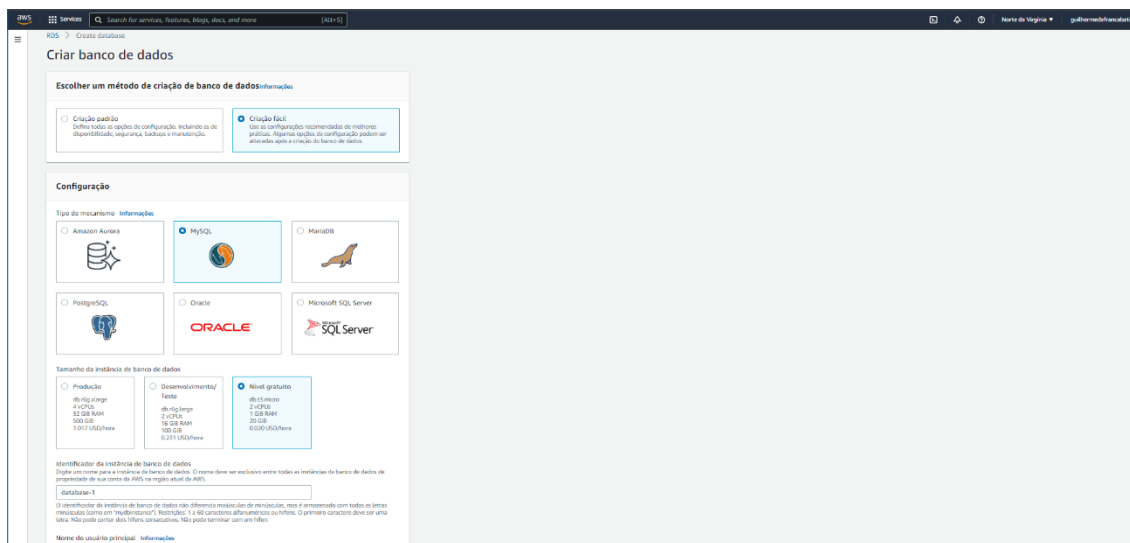 aws
Services
Search for services, features, blogs, docs, and more
[Alt+S]
Norte da Virgínia
RDS > Create database
Criar banco de dados
Escolher um método de criação de banco de dados Informações
Criação padrão
Defina todas as opções de configuração, incluindo as de
disponibilidade, segurança, backups e manutenção.
Criação fácil
Use as configurações recomendadas de melhores
práticas. Algumas opções de configuração podem ser
alteradas após a criação do banco de dados.
Configuração
Tipo de mecanismo Informações
Amazon Aurora
MySQL
MariaDB
PostgreSQL
Oracle
ORACLE
Microsoft SQL Server
Microsoft
SQL Server
Tamanho da instância de banco de dados
Produção
db.r6g.xlarge
4 vCPUs
32 GiB RAM
500 GiB
1.017 USD/hora
Desenvolvimento/
Teste
db.r6g.large
2 vCPUs
16 GiB RAM
100 GiB
0.231 USD/hora
Nível gratuito
db.t3.micro
2 vCPUs
1 GiB RAM
20 GiB
0.020 USD/hora
Identificador da instância de banco de dados
Digite um nome para a instância de banco de dados. O nome deve ser exclusivo entre todas as instâncias de banco de dados de
propriedade de sua conta da AWS na região atual da AWS.
database-1
O identificador da instância de banco de dados não diferencia maiúsculas de minúsculas, mas é armazenado com todas as letras
minúsculas (como em "mydbinstance"). Restrições: 1 a 60 caracteres alfanuméricos ou hifens. O primeiro caractere deve ser uma
letra. Não pode conter dois hifens consecutivos. Não pode terminar com um hífen.
Nome do usuário principal Informações